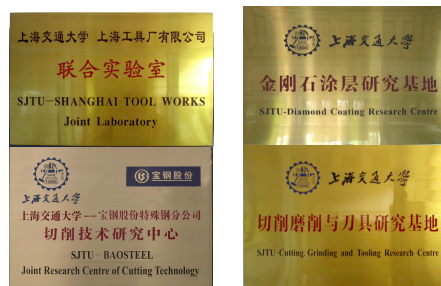 上海交通大学 上海工具厂有限公司
联合实验室
SJTU-SHANGHAI TOOL WORKS
Joint Laboratory
上海交通大学
金刚石涂层研究基地
SJTU-Diamond Coating Research Centre
上海交通大学
宝钢股份
上海交通大学--宝钢股份特殊钢分公司
切削技术研究中心
SJTU - BAOSTEEL
Joint Research Centre of Cutting Technology
上海交通大学
切削磨削与刀具研究基地
SJTU-Cutting, Grinding and Tooling Research Centre